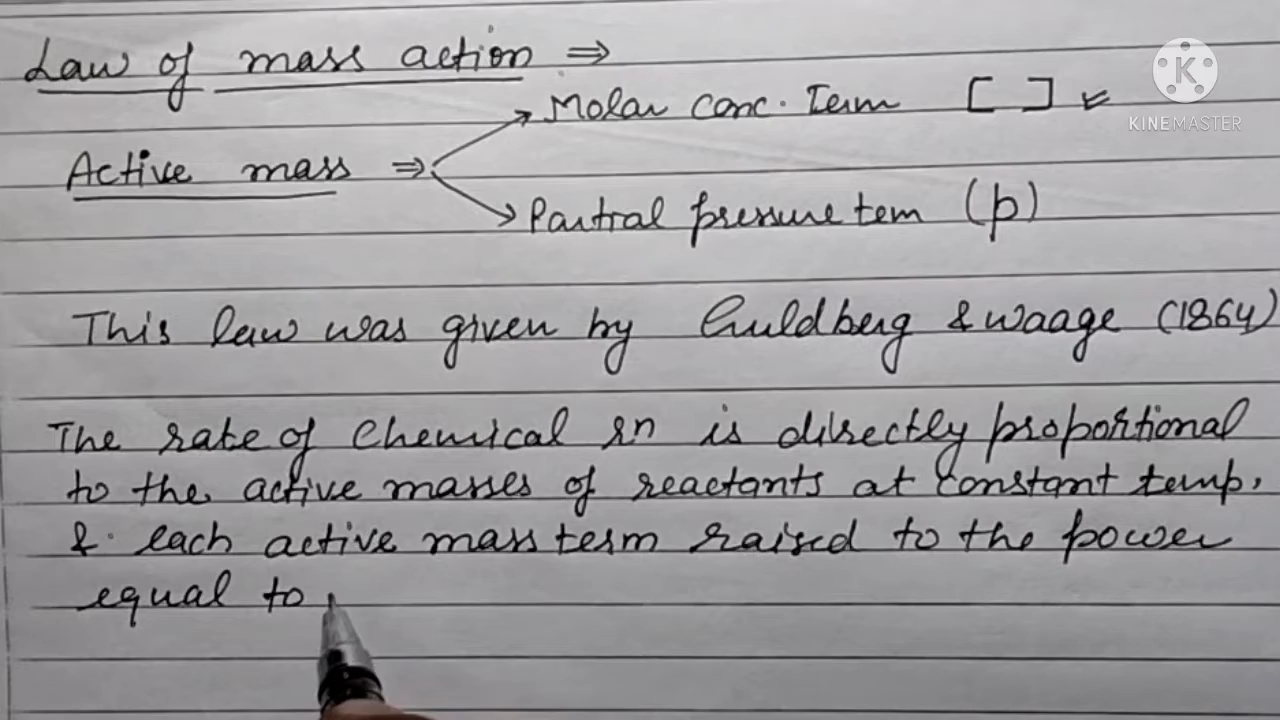 Law of mass action ⇒
Molar conc. Term [ ]
KINEMASTER
Active mass ⇒
Partial pressure tem (p)
This law was given by Guldberg & waage (1864)
The rate of Chemical rn is directly proportional
to the active masses of reactants at constant temp.
&. each active mass term raised to the power
equal to